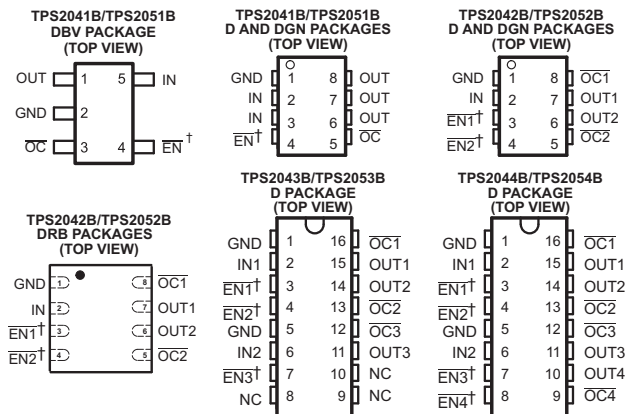 TPS2041B/TPS2051B
DBV PACKAGE
(TOP VIEW)
OUT 1 5 IN
GND 2
OC 3 4 EN†
TPS2041B/TPS2051B
D AND DGN PACKAGES
(TOP VIEW)
GND 1 8 OUT
IN 2 7 OUT
IN 3 6 OUT
EN† 4 5 OC
TPS2042B/TPS2052B
D AND DGN PACKAGES
(TOP VIEW)
GND 1 8 OC1
IN 2 7 OUT1
EN1† 3 6 OUT2
EN2† 4 5 OC2
TPS2042B/TPS2052B
DRB PACKAGES
(TOP VIEW)
GND 1 8 OC1
IN 2 7 OUT1
EN1† 3 6 OUT2
EN2† 4 5 OC2
TPS2043B/TPS2053B
D PACKAGE
(TOP VIEW)
GND 1 16 OC1
IN1 2 15 OUT1
EN1† 3 14 OUT2
EN2† 4 13 OC2
GND 5 12 OC3
IN2 6 11 OUT3
EN3† 7 10 NC
NC 8 9 NC
TPS2044B/TPS2054B
D PACKAGE
(TOP VIEW)
GND 1 16 OC1
IN1 2 15 OUT1
EN1† 3 14 OUT2
EN2† 4 13 OC2
GND 5 12 OC3
IN2 6 11 OUT3
EN3† 7 10 OUT4
EN4† 8 9 OC4